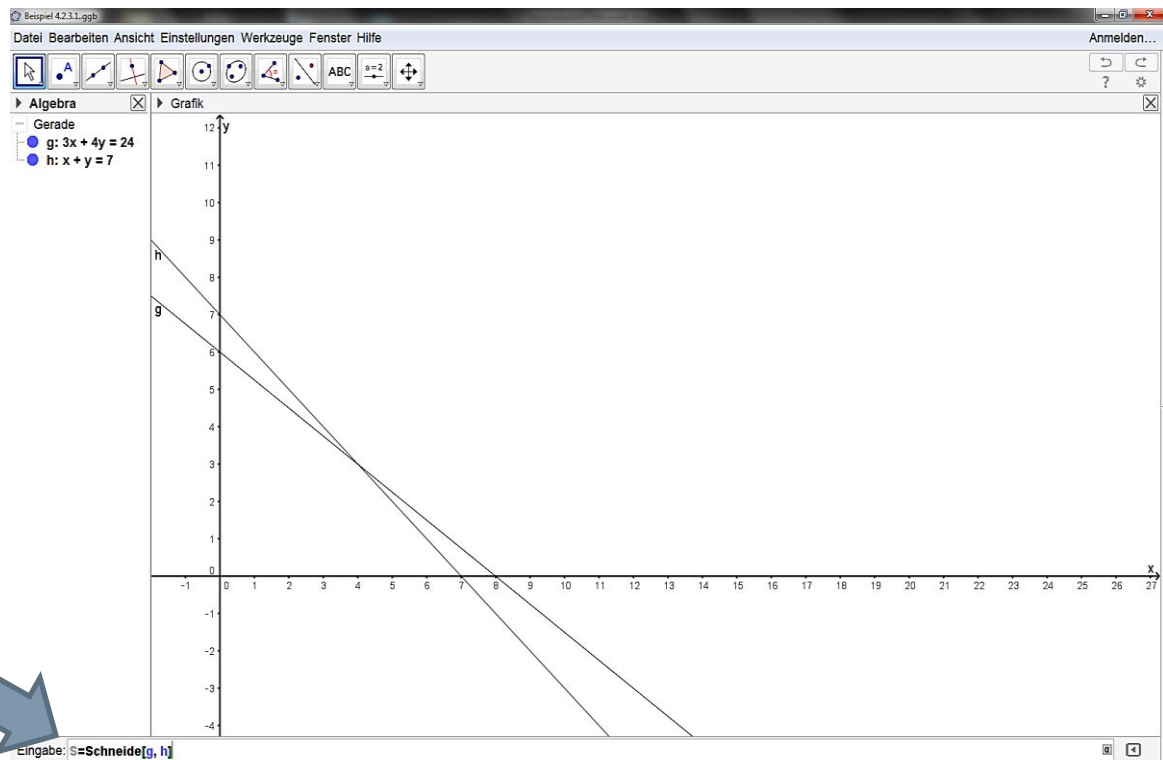 Beispiel 4.2.3.1..ggb
Datei Bearbeiten Ansicht Einstellungen Werkzeuge Fenster Hilfe
Anmelden...
A
ABC
a=2
?
Algebra
Grafik
Gerade
g: 3x + 4y = 24
h: x + y = 7
y
12
11
10
9
h
8
g
7
6
5
4
3
2
1
0
x
-1 0 1 2 3 4 5 6 7 8 9 10 11 12 13 14 15 16 17 18 19 20 21 22 23 24 25 26 27
-1
-2
-3
-4
Eingabe: S=Schneide[g, h]
α